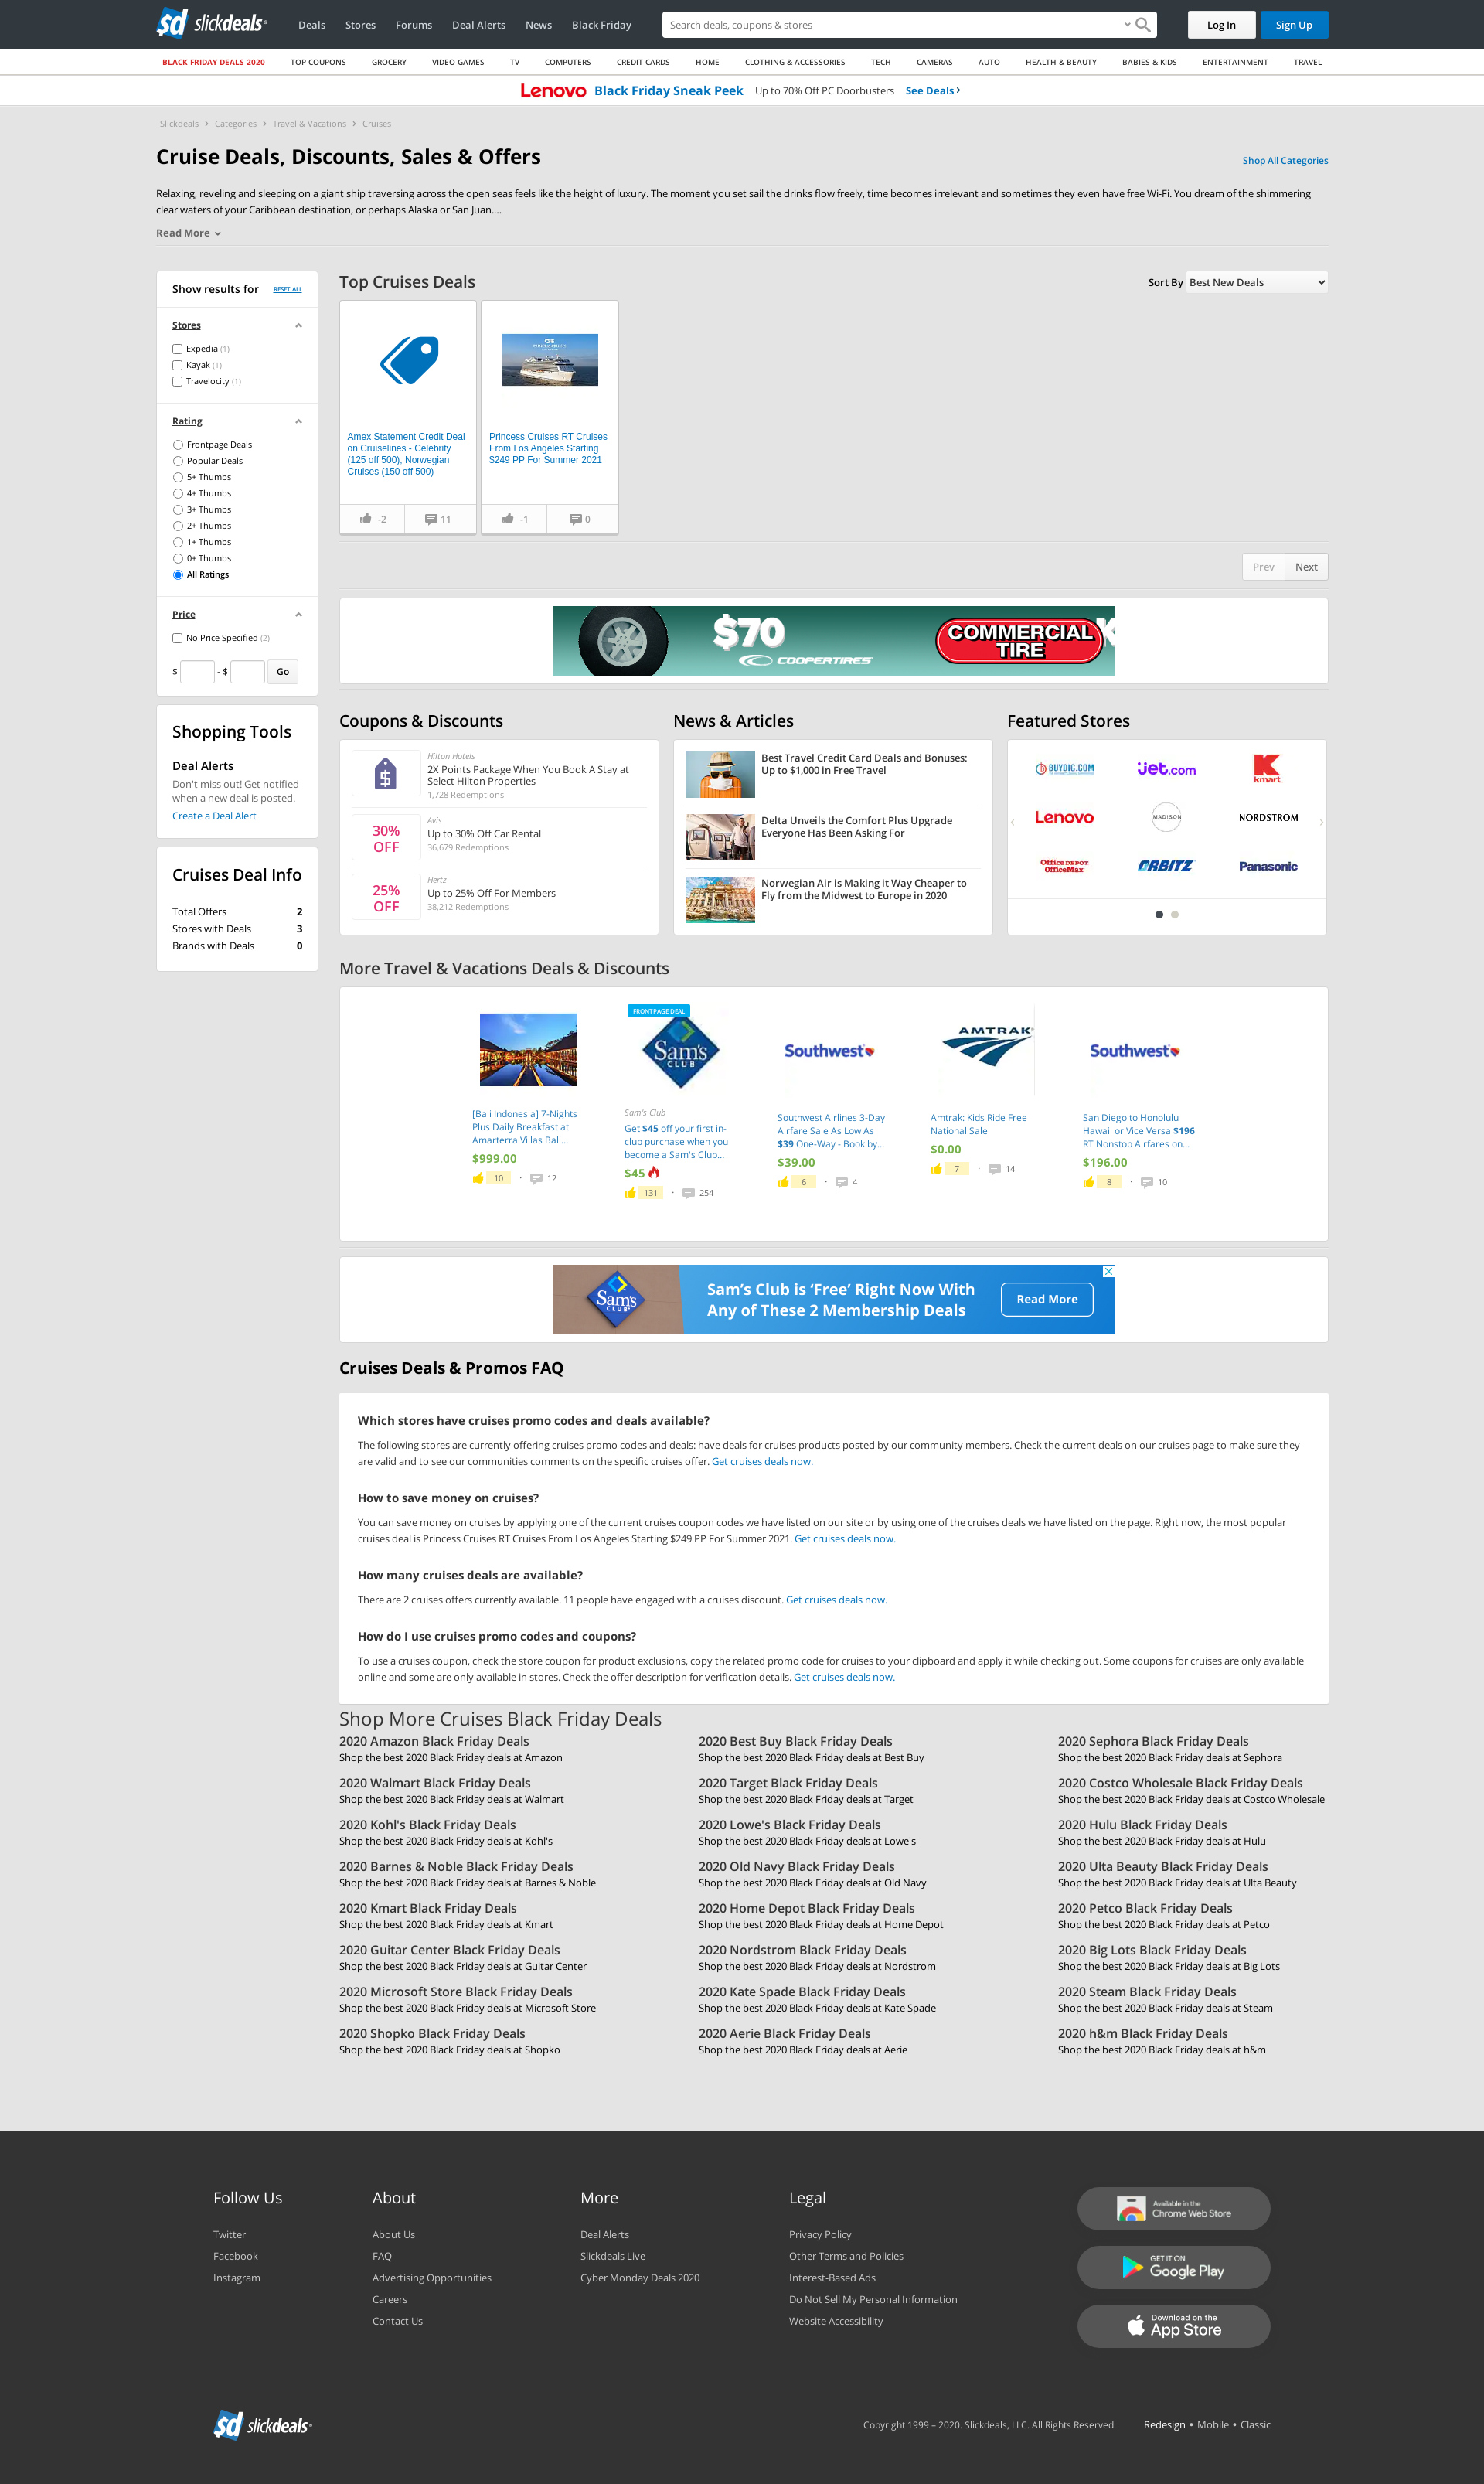 slickdeals
Deals Stores Forums Deal Alerts News Black Friday
Search deals, coupons & stores
Log In
Sign Up
BLACK FRIDAY DEALS 2020 TOP COUPONS GROCERY VIDEO GAMES TV COMPUTERS CREDIT CARDS HOME CLOTHING & ACCESSORIES TECH CAMERAS AUTO HEALTH & BEAUTY BABIES & KIDS ENTERTAINMENT TRAVEL
Lenovo Black Friday Sneak Peek Up to 70% Off PC Doorbusters See Deals ›
Slickdeals › Categories › Travel & Vacations › Cruises
Cruise Deals, Discounts, Sales & Offers
Shop All Categories
Relaxing, reveling and sleeping on a giant ship traversing across the open seas feels like the height of luxury. The moment you set sail the drinks flow freely, time becomes irrelevant and sometimes they even have free Wi-Fi. You dream of the shimmering
clear waters of your Caribbean destination, or perhaps Alaska or San Juan....
Read More
Show results for RESET ALL
Stores
Expedia (1)
Kayak (1)
Travelocity (1)
Rating
Frontpage Deals
Popular Deals
5+ Thumbs
4+ Thumbs
3+ Thumbs
2+ Thumbs
1+ Thumbs
0+ Thumbs
All Ratings
Price
No Price Specified (2)
$ - $ Go
Shopping Tools
Deal Alerts
Don't miss out! Get notified
when a new deal is posted.
Create a Deal Alert
Cruises Deal Info
Total Offers 2
Stores with Deals 3
Brands with Deals 0
Top Cruises Deals
Sort By Best New Deals
Amex Statement Credit Deal
on Cruiselines - Celebrity
(125 off 500), Norwegian
Cruises (150 off 500)
-2 11
Princess Cruises RT Cruises
From Los Angeles Starting
$249 PP For Summer 2021
-1 0
Prev Next
$70
COOPERTIRES
COMMERCIAL
TIRE
Coupons & Discounts
Hilton Hotels
2X Points Package When You Book A Stay at
Select Hilton Properties
1,728 Redemptions
30%
OFF
Avis
Up to 30% Off Car Rental
36,679 Redemptions
25%
OFF
Hertz
Up to 25% Off For Members
38,212 Redemptions
News & Articles
Best Travel Credit Card Deals and Bonuses:
Up to $1,000 in Free Travel
Delta Unveils the Comfort Plus Upgrade
Everyone Has Been Asking For
Norwegian Air is Making it Way Cheaper to
Fly from the Midwest to Europe in 2020
Featured Stores
BUYDIG.COM
jet.com
kmart
Lenovo
MADISON
NORDSTROM
Office DEPOT
OfficeMax
ORBITZ
Panasonic
More Travel & Vacations Deals & Discounts
[Bali Indonesia] 7-Nights
Plus Daily Breakfast at
Amarterra Villas Bali...
$999.00
10 · 12
FRONTPAGE DEAL
Sam's
CLUB
Sam's Club
Get $45 off your first in-
club purchase when you
become a Sam's Club...
$45
131 · 254
Southwest
Southwest Airlines 3-Day
Airfare Sale As Low As
$39 One-Way - Book by...
$39.00
6 · 4
AMTRAK
Amtrak: Kids Ride Free
National Sale
$0.00
7 · 14
Southwest
San Diego to Honolulu
Hawaii or Vice Versa $196
RT Nonstop Airfares on...
$196.00
8 · 10
Sam's
CLUB
Sam's Club is 'Free' Right Now With
Any of These 2 Membership Deals
Read More
Cruises Deals & Promos FAQ
Which stores have cruises promo codes and deals available?
The following stores are currently offering cruises promo codes and deals: have deals for cruises products posted by our community members. Check the current deals on our cruises page to make sure they
are valid and to see our communities comments on the specific cruises offer. Get cruises deals now.
How to save money on cruises?
You can save money on cruises by applying one of the current cruises coupon codes we have listed on our site or by using one of the cruises deals we have listed on the page. Right now, the most popular
cruises deal is Princess Cruises RT Cruises From Los Angeles Starting $249 PP For Summer 2021. Get cruises deals now.
How many cruises deals are available?
There are 2 cruises offers currently available. 11 people have engaged with a cruises discount. Get cruises deals now.
How do I use cruises promo codes and coupons?
To use a cruises coupon, check the store coupon for product exclusions, copy the related promo code for cruises to your clipboard and apply it while checking out. Some coupons for cruises are only available
online and some are only available in stores. Check the offer description for verification details. Get cruises deals now.
Shop More Cruises Black Friday Deals
2020 Amazon Black Friday Deals 2020 Best Buy Black Friday Deals 2020 Sephora Black Friday Deals
Shop the best 2020 Black Friday deals at Amazon Shop the best 2020 Black Friday deals at Best Buy Shop the best 2020 Black Friday deals at Sephora
2020 Walmart Black Friday Deals 2020 Target Black Friday Deals 2020 Costco Wholesale Black Friday Deals
Shop the best 2020 Black Friday deals at Walmart Shop the best 2020 Black Friday deals at Target Shop the best 2020 Black Friday deals at Costco Wholesale
2020 Kohl's Black Friday Deals 2020 Lowe's Black Friday Deals 2020 Hulu Black Friday Deals
Shop the best 2020 Black Friday deals at Kohl's Shop the best 2020 Black Friday deals at Lowe's Shop the best 2020 Black Friday deals at Hulu
2020 Barnes & Noble Black Friday Deals 2020 Old Navy Black Friday Deals 2020 Ulta Beauty Black Friday Deals
Shop the best 2020 Black Friday deals at Barnes & Noble Shop the best 2020 Black Friday deals at Old Navy Shop the best 2020 Black Friday deals at Ulta Beauty
2020 Kmart Black Friday Deals 2020 Home Depot Black Friday Deals 2020 Petco Black Friday Deals
Shop the best 2020 Black Friday deals at Kmart Shop the best 2020 Black Friday deals at Home Depot Shop the best 2020 Black Friday deals at Petco
2020 Guitar Center Black Friday Deals 2020 Nordstrom Black Friday Deals 2020 Big Lots Black Friday Deals
Shop the best 2020 Black Friday deals at Guitar Center Shop the best 2020 Black Friday deals at Nordstrom Shop the best 2020 Black Friday deals at Big Lots
2020 Microsoft Store Black Friday Deals 2020 Kate Spade Black Friday Deals 2020 Steam Black Friday Deals
Shop the best 2020 Black Friday deals at Microsoft Store Shop the best 2020 Black Friday deals at Kate Spade Shop the best 2020 Black Friday deals at Steam
2020 Shopko Black Friday Deals 2020 Aerie Black Friday Deals 2020 h&m Black Friday Deals
Shop the best 2020 Black Friday deals at Shopko Shop the best 2020 Black Friday deals at Aerie Shop the best 2020 Black Friday deals at h&m
Follow Us
Twitter
Facebook
Instagram
About
About Us
FAQ
Advertising Opportunities
Careers
Contact Us
More
Deal Alerts
Slickdeals Live
Cyber Monday Deals 2020
Legal
Privacy Policy
Other Terms and Policies
Interest-Based Ads
Do Not Sell My Personal Information
Website Accessibility
Available in the
Chrome Web Store
GET IT ON
Google Play
Download on the
App Store
slickdeals
Copyright 1999 – 2020. Slickdeals, LLC. All Rights Reserved. Redesign • Mobile • Classic